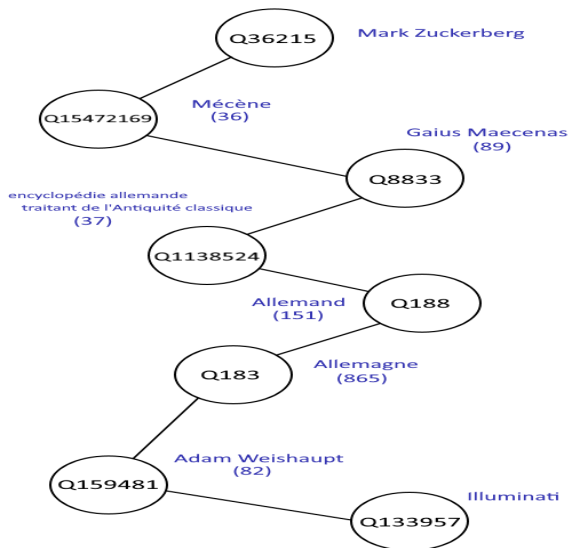 Q36215
Mark Zuckerberg
Q15472169
Mécène
(36)
Gaius Maecenas
(89)
Q8833
encyclopédie allemande
traitant de l'Antiquité classique
(37)
Q1138524
Allemand
(151)
Q188
Q183
Allemagne
(865)
Adam Weishaupt
(82)
Q159481
Illuminati
Q133957